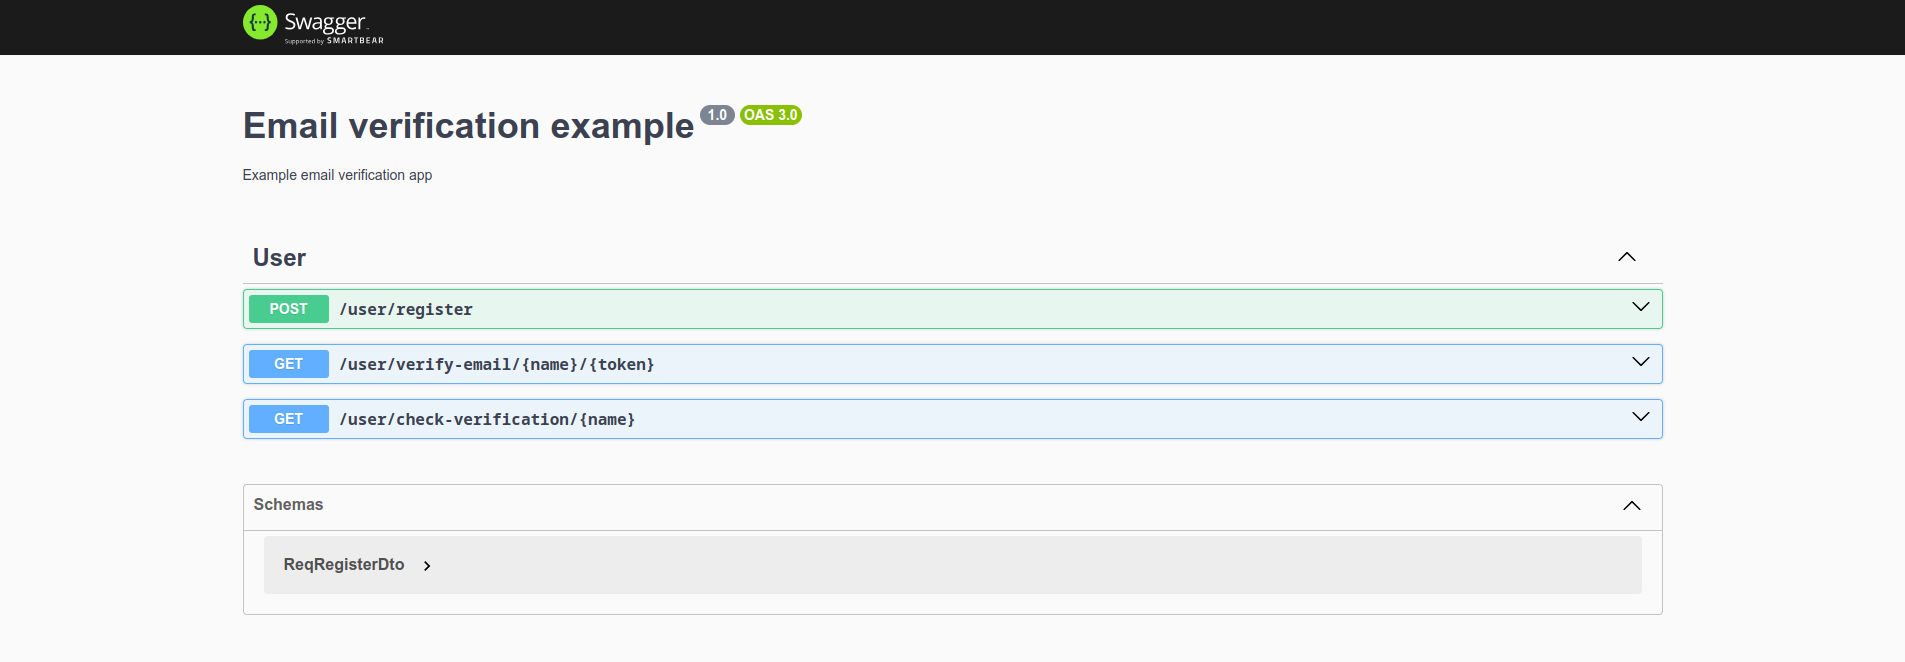 {···} Swagger
Supported by SMARTBEAR
Email verification example 1.0 OAS 3.0
Example email verification app
User
POST /user/register
GET /user/verify-email/{name}/{token}
GET /user/check-verification/{name}
Schemas
ReqRegisterDto